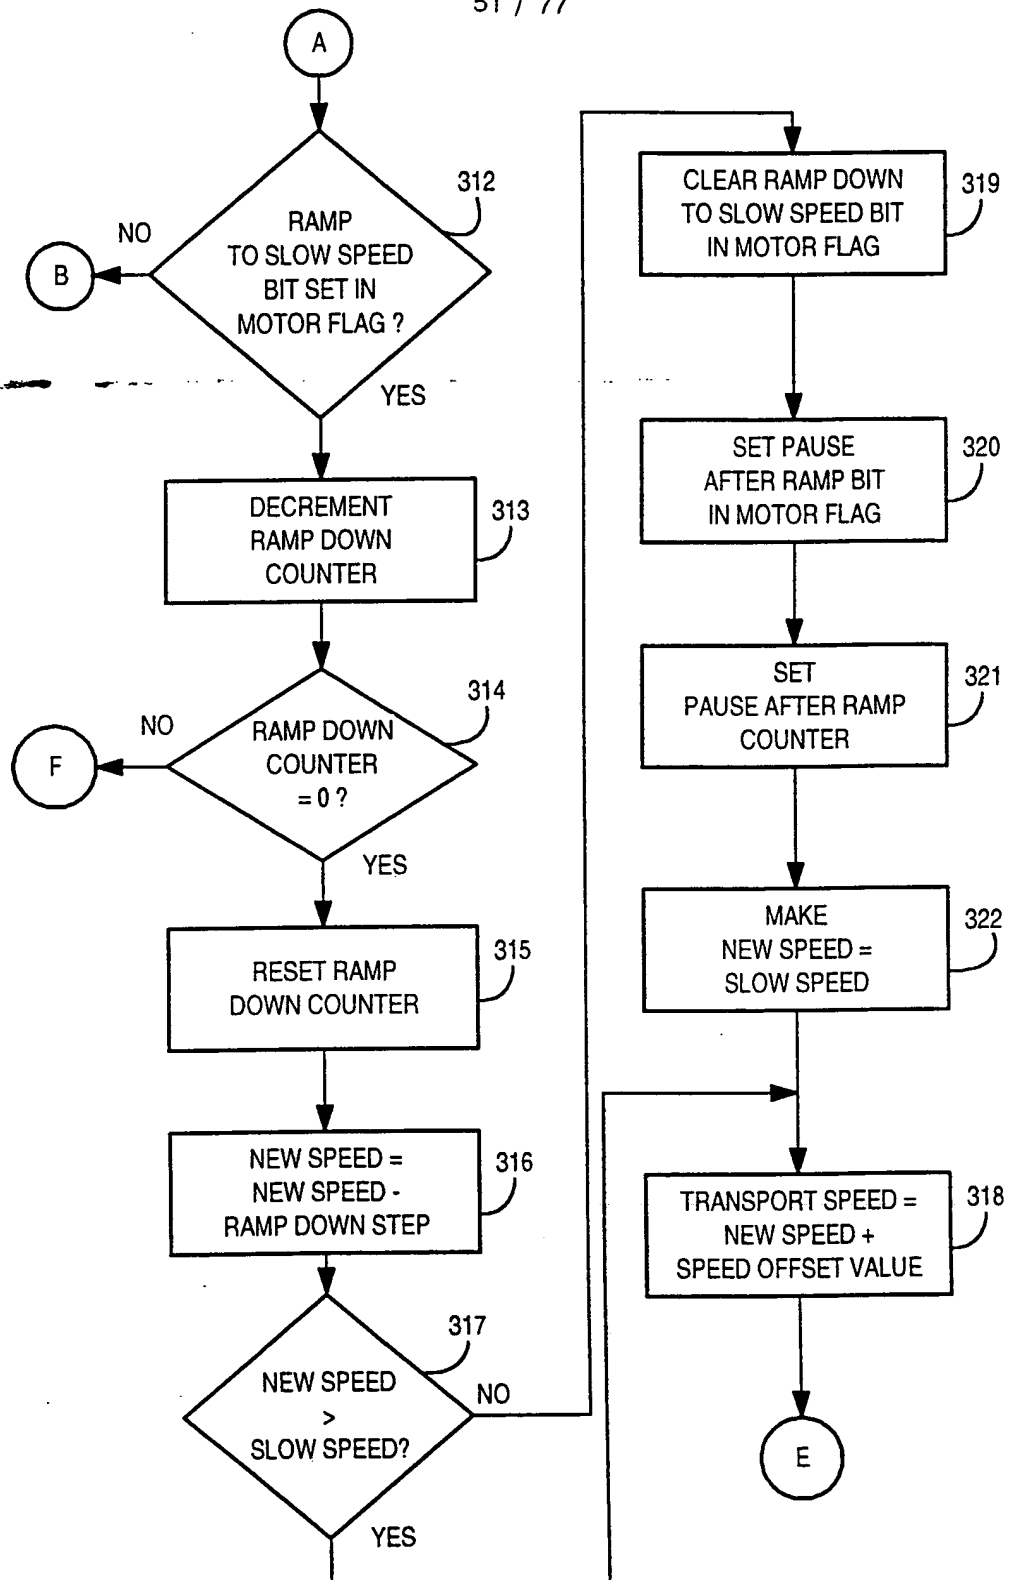 51 / 77
A
312
RAMP
TO SLOW SPEED
BIT SET IN
MOTOR FLAG ?
NO
B
YES
DECREMENT
RAMP DOWN
COUNTER
313
314
RAMP DOWN
COUNTER
= 0 ?
NO
F
YES
RESET RAMP
DOWN COUNTER
315
NEW SPEED =
NEW SPEED -
RAMP DOWN STEP
316
317
NEW SPEED
>
SLOW SPEED?
NO
YES
CLEAR RAMP DOWN
TO SLOW SPEED BIT
IN MOTOR FLAG
319
SET PAUSE
AFTER RAMP BIT
IN MOTOR FLAG
320
SET
PAUSE AFTER RAMP
COUNTER
321
MAKE
NEW SPEED =
SLOW SPEED
322
TRANSPORT SPEED =
NEW SPEED +
SPEED OFFSET VALUE
318
E